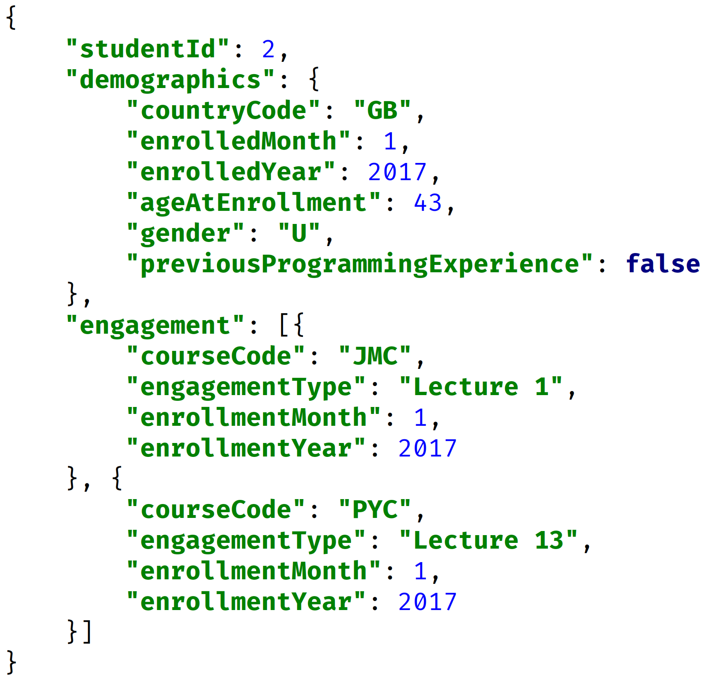 {
    "studentId": 2,
    "demographics": {
        "countryCode": "GB",
        "enrolledMonth": 1,
        "enrolledYear": 2017,
        "ageAtEnrollment": 43,
        "gender": "U",
        "previousProgrammingExperience": false
    },
    "engagement": [{
        "courseCode": "JMC",
        "engagementType": "Lecture 1",
        "enrollmentMonth": 1,
        "enrollmentYear": 2017
    }, {
        "courseCode": "PYC",
        "engagementType": "Lecture 13",
        "enrollmentMonth": 1,
        "enrollmentYear": 2017
    }]
}